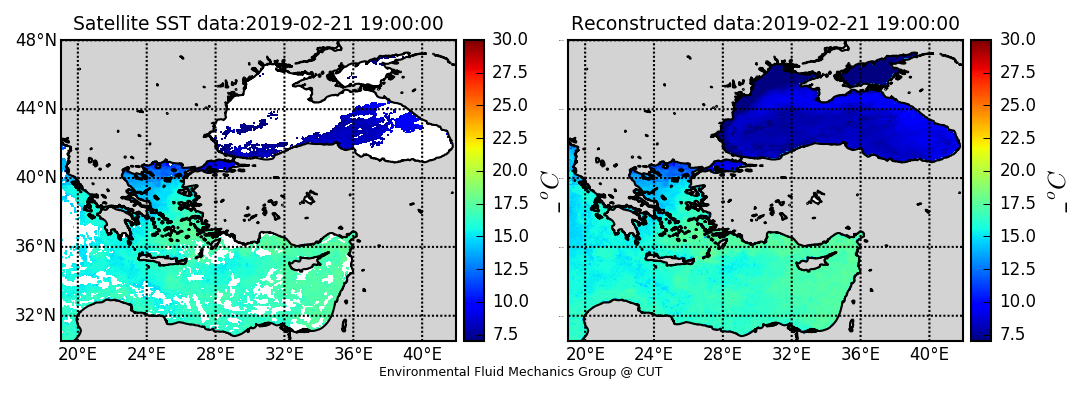 Satellite SST data:2019-02-21 19:00:00
Reconstructed data:2019-02-21 19:00:00
48°N
44°N
40°N
36°N
32°N
20°E 24°E 28°E 32°E 36°E 40°E
30.0
27.5
25.0
22.5
20.0
17.5
15.0
12.5
10.0
7.5
_°C
20°E 24°E 28°E 32°E 36°E 40°E
30.0
27.5
25.0
22.5
20.0
17.5
15.0
12.5
10.0
7.5
_°C
Environmental Fluid Mechanics Group @ CUT